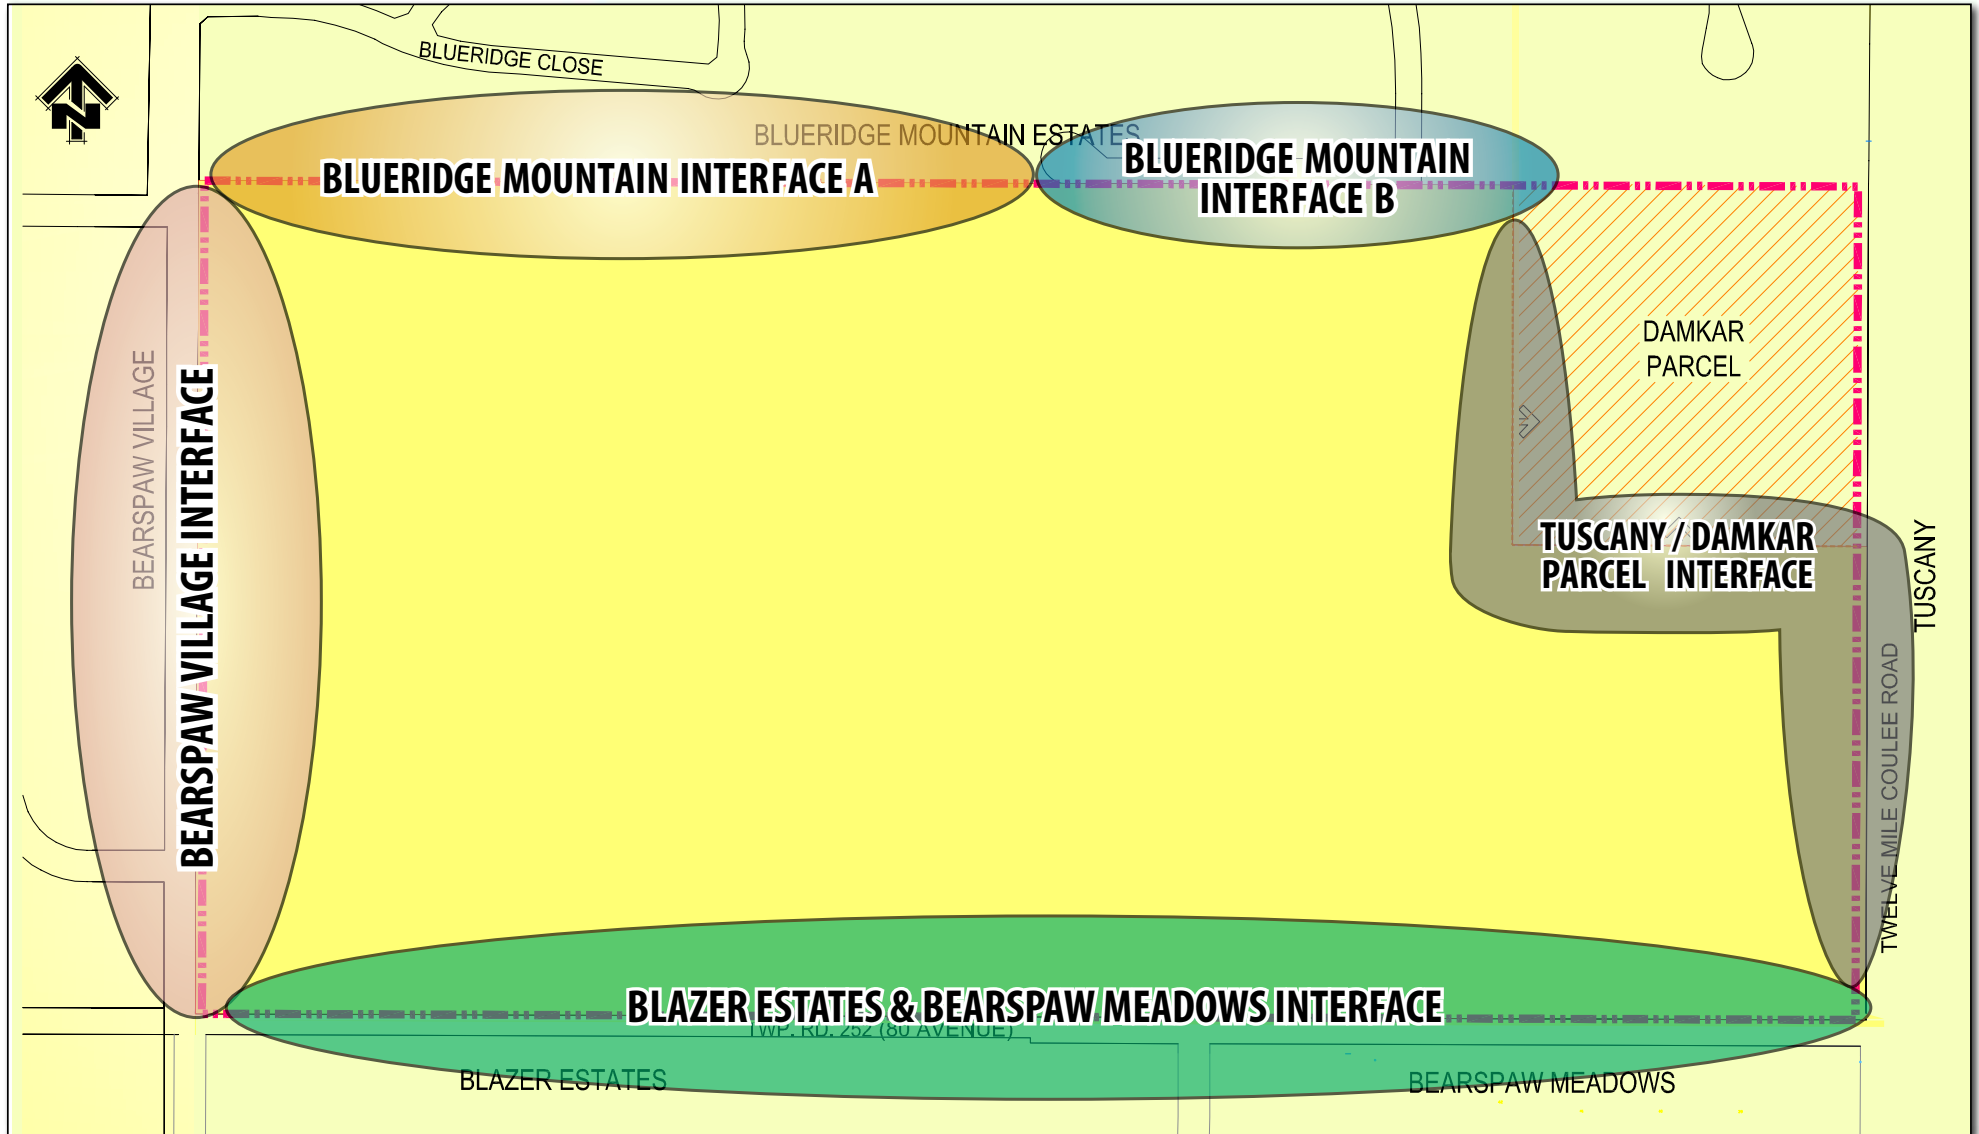 BLUERIDGE CLOSE
N
BLUERIDGE MOUNTAIN ESTATES
BLUERIDGE MOUNTAIN INTERFACE A
BLUERIDGE MOUNTAIN
INTERFACE B
DAMKAR
PARCEL
BEARSPAW VILLAGE
BEARSPAW VILLAGE INTERFACE
TUSCANY / DAMKAR
PARCEL INTERFACE
TUSCANY
TWELVE MILE COULEE ROAD
BLAZER ESTATES & BEARSPAW MEADOWS INTERFACE
TWP. RD. 252 (80 AVENUE)
BLAZER ESTATES
BEARSPAW MEADOWS